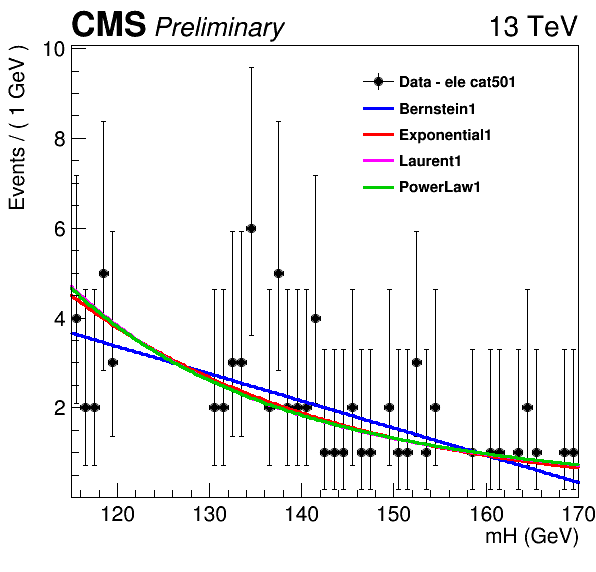 CMS Preliminary 13 TeV
Events / ( 1 GeV )
10
8
6
4
2
Data - ele cat501
Bernstein1
Exponential1
Laurent1
PowerLaw1
120 130 140 150 160 170
mH (GeV)